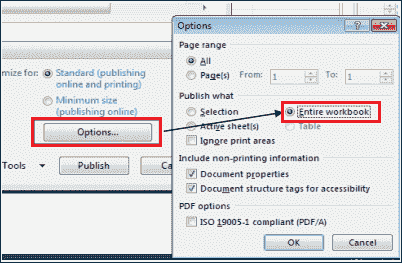 mize for:
Standard (publishing
online and printing)
Minimum size
(publishing online)
Options...
Tools
Publish
Cancel
Options
?
Page range
All
Page(s) From: 1 To: 1
Publish what
Selection Entire workbook
Active sheet(s) Table
Ignore print areas
Include non-printing information
Document properties
Document structure tags for accessibility
PDF options
ISO 19005-1 compliant (PDF/A)
OK Cancel